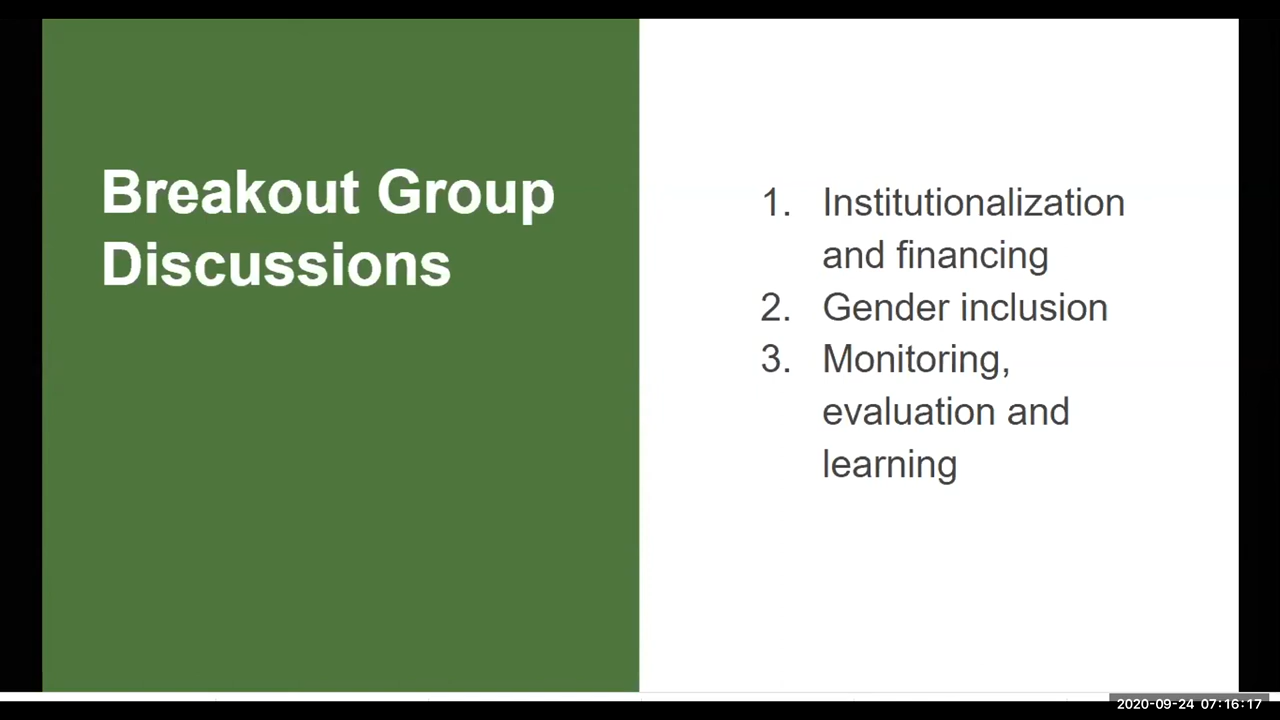 Breakout Group
Discussions
1. Institutionalization
and financing
2. Gender inclusion
3. Monitoring,
evaluation and
learning
2020-09-24 07:16:17